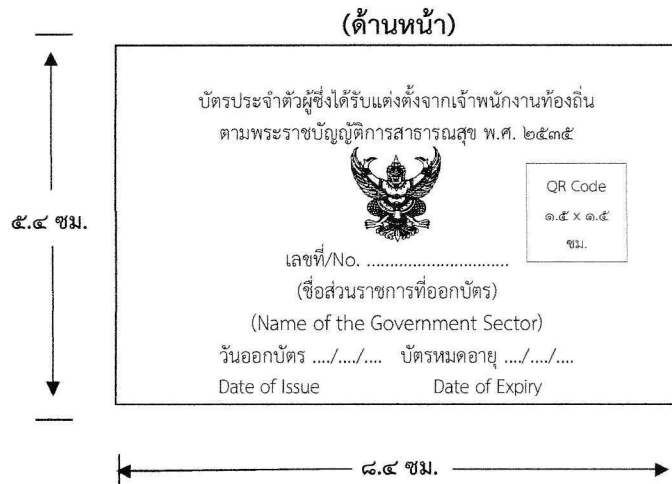 (ด้านหน้า)
บัตรประจำตัวผู้ซึ่งได้รับแต่งตั้งจากเจ้าพนักงานท้องถิ่น
ตามพระราชบัญญัติการสาธารณสุข พ.ศ. ๒๕๓๕
QR Code
๑.๕ x ๑.๕
ซม.
๕.๔ ซม.
เลขที่/No. ..............................
(ชื่อส่วนราชการที่ออกบัตร)
(Name of the Government Sector)
วันออกบัตร ..../..../.... บัตรหมดอายุ ..../..../....
Date of Issue Date of Expiry
๘.๔ ซม.